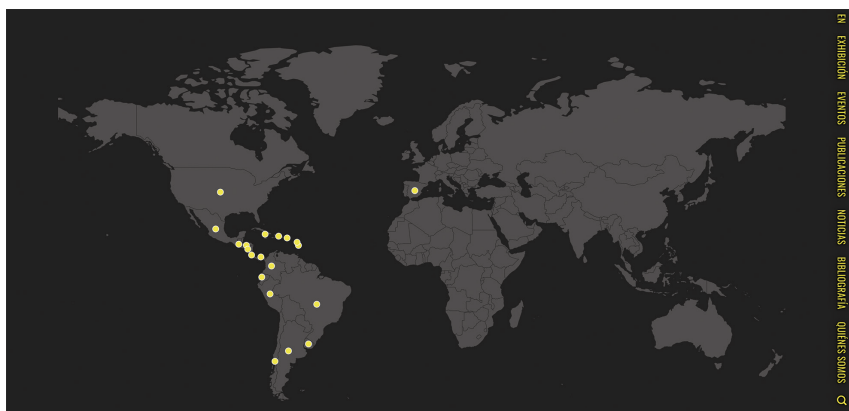 EN
EXHIBICIÓN
EVENTOS
PUBLICACIONES
NOTICIAS
BIBLIOGRAFÍA
QUIÉNES SOMOS